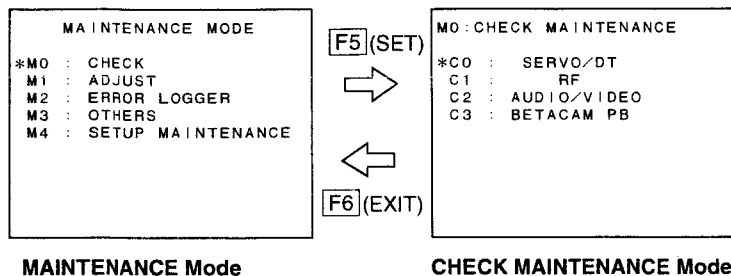 MAINTENANCE MODE
*M0 : CHECK
M1 : ADJUST
M2 : ERROR LOGGER
M3 : OTHERS
M4 : SETUP MAINTENANCE
F5 (SET)
F6 (EXIT)
M0:CHECK MAINTENANCE
*C0 : SERVO/DT
C1 : RF
C2 : AUDIO/VIDEO
C3 : BETACAM PB
MAINTENANCE Mode
CHECK MAINTENANCE Mode